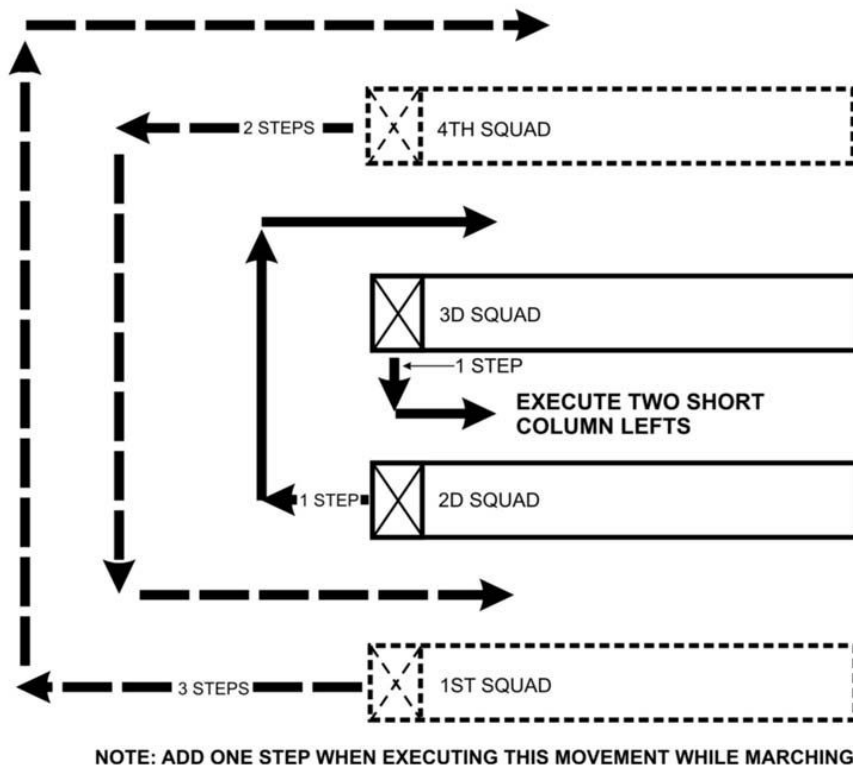 2 STEPS
4TH SQUAD
3D SQUAD
1 STEP
EXECUTE TWO SHORT
COLUMN LEFTS
1 STEP
2D SQUAD
3 STEPS
1ST SQUAD
NOTE: ADD ONE STEP WHEN EXECUTING THIS MOVEMENT WHILE MARCHING